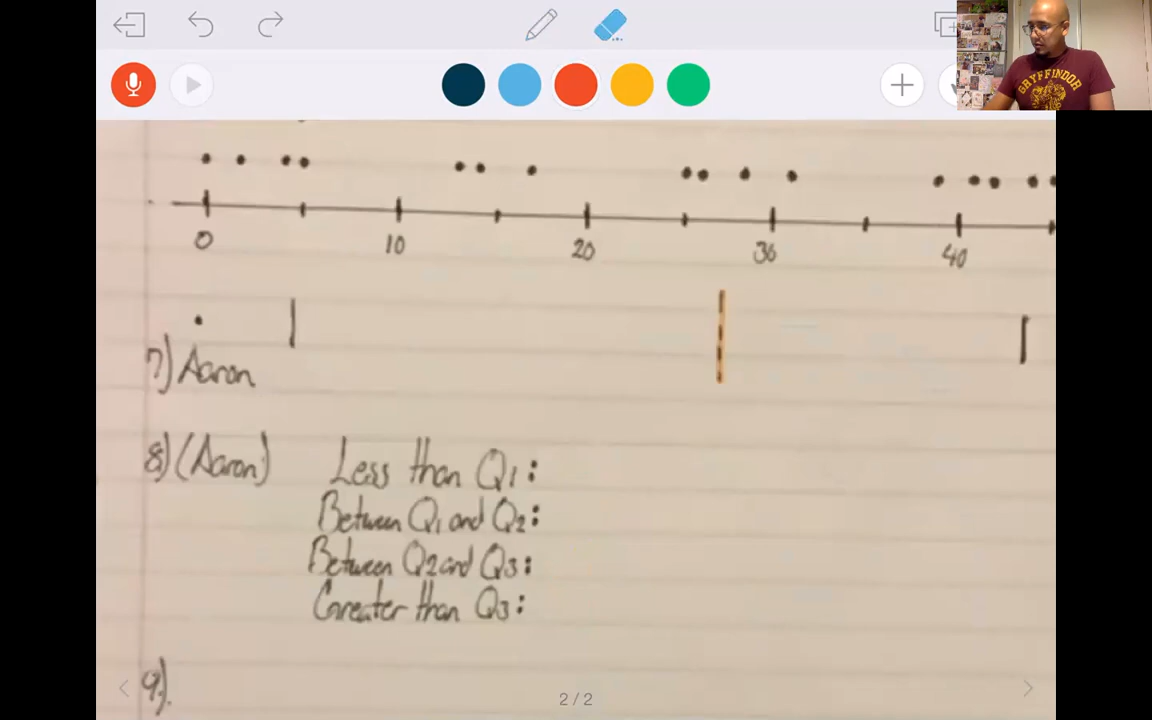 GRYFFINDOR
0 10 20 30 40
7) Aaron
8) (Aaron) Less than Q1:
Between Q1 and Q2:
Between Q2 and Q3:
Greater than Q3:
9).
2 / 2